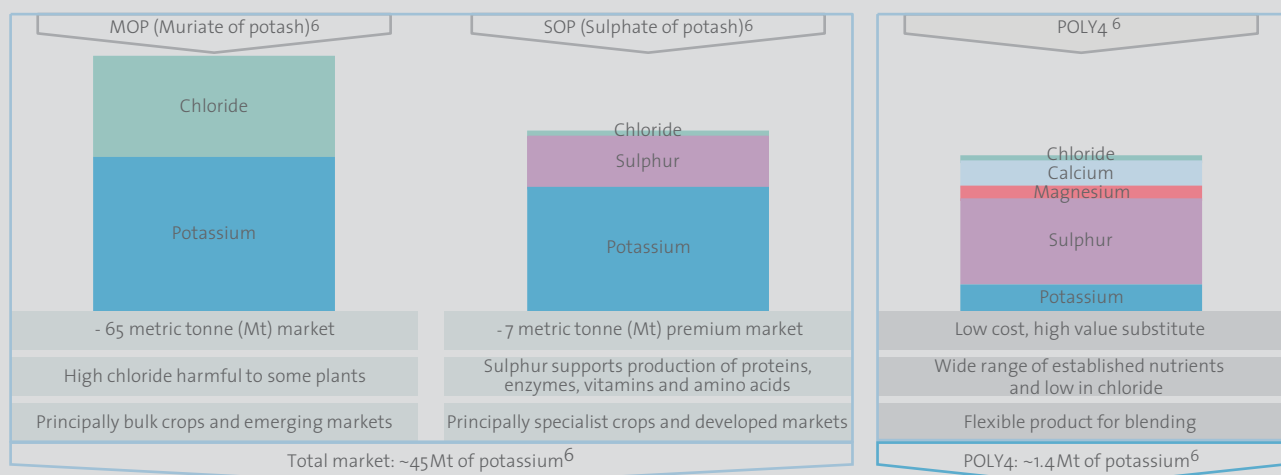 MOP (Muriate of potash)6
Chloride
Potassium
- 65 metric tonne (Mt) market
High chloride harmful to some plants
Principally bulk crops and emerging markets
SOP (Sulphate of potash)6
Chloride
Sulphur
Potassium
- 7 metric tonne (Mt) premium market
Sulphur supports production of proteins,
enzymes, vitamins and amino acids
Principally specialist crops and developed markets
Total market: ~45Mt of potassium6
POLY4 6
Chloride
Calcium
Magnesium
Sulphur
Potassium
Low cost, high value substitute
Wide range of established nutrients
and low in chloride
Flexible product for blending
POLY4: ~1.4Mt of potassium6